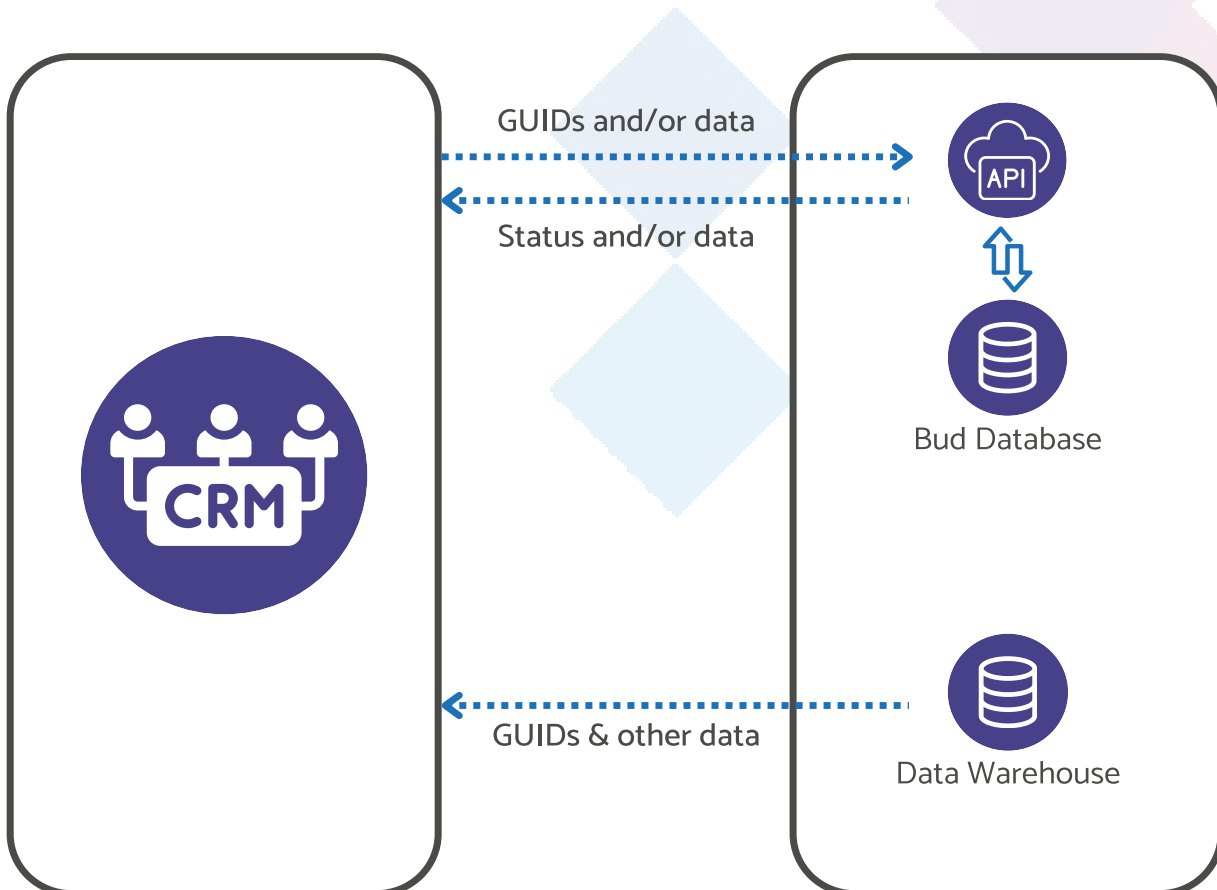 GUIDs and/or data
API
Status and/or data
Bud Database
CRM
GUIDs & other data
Data Warehouse